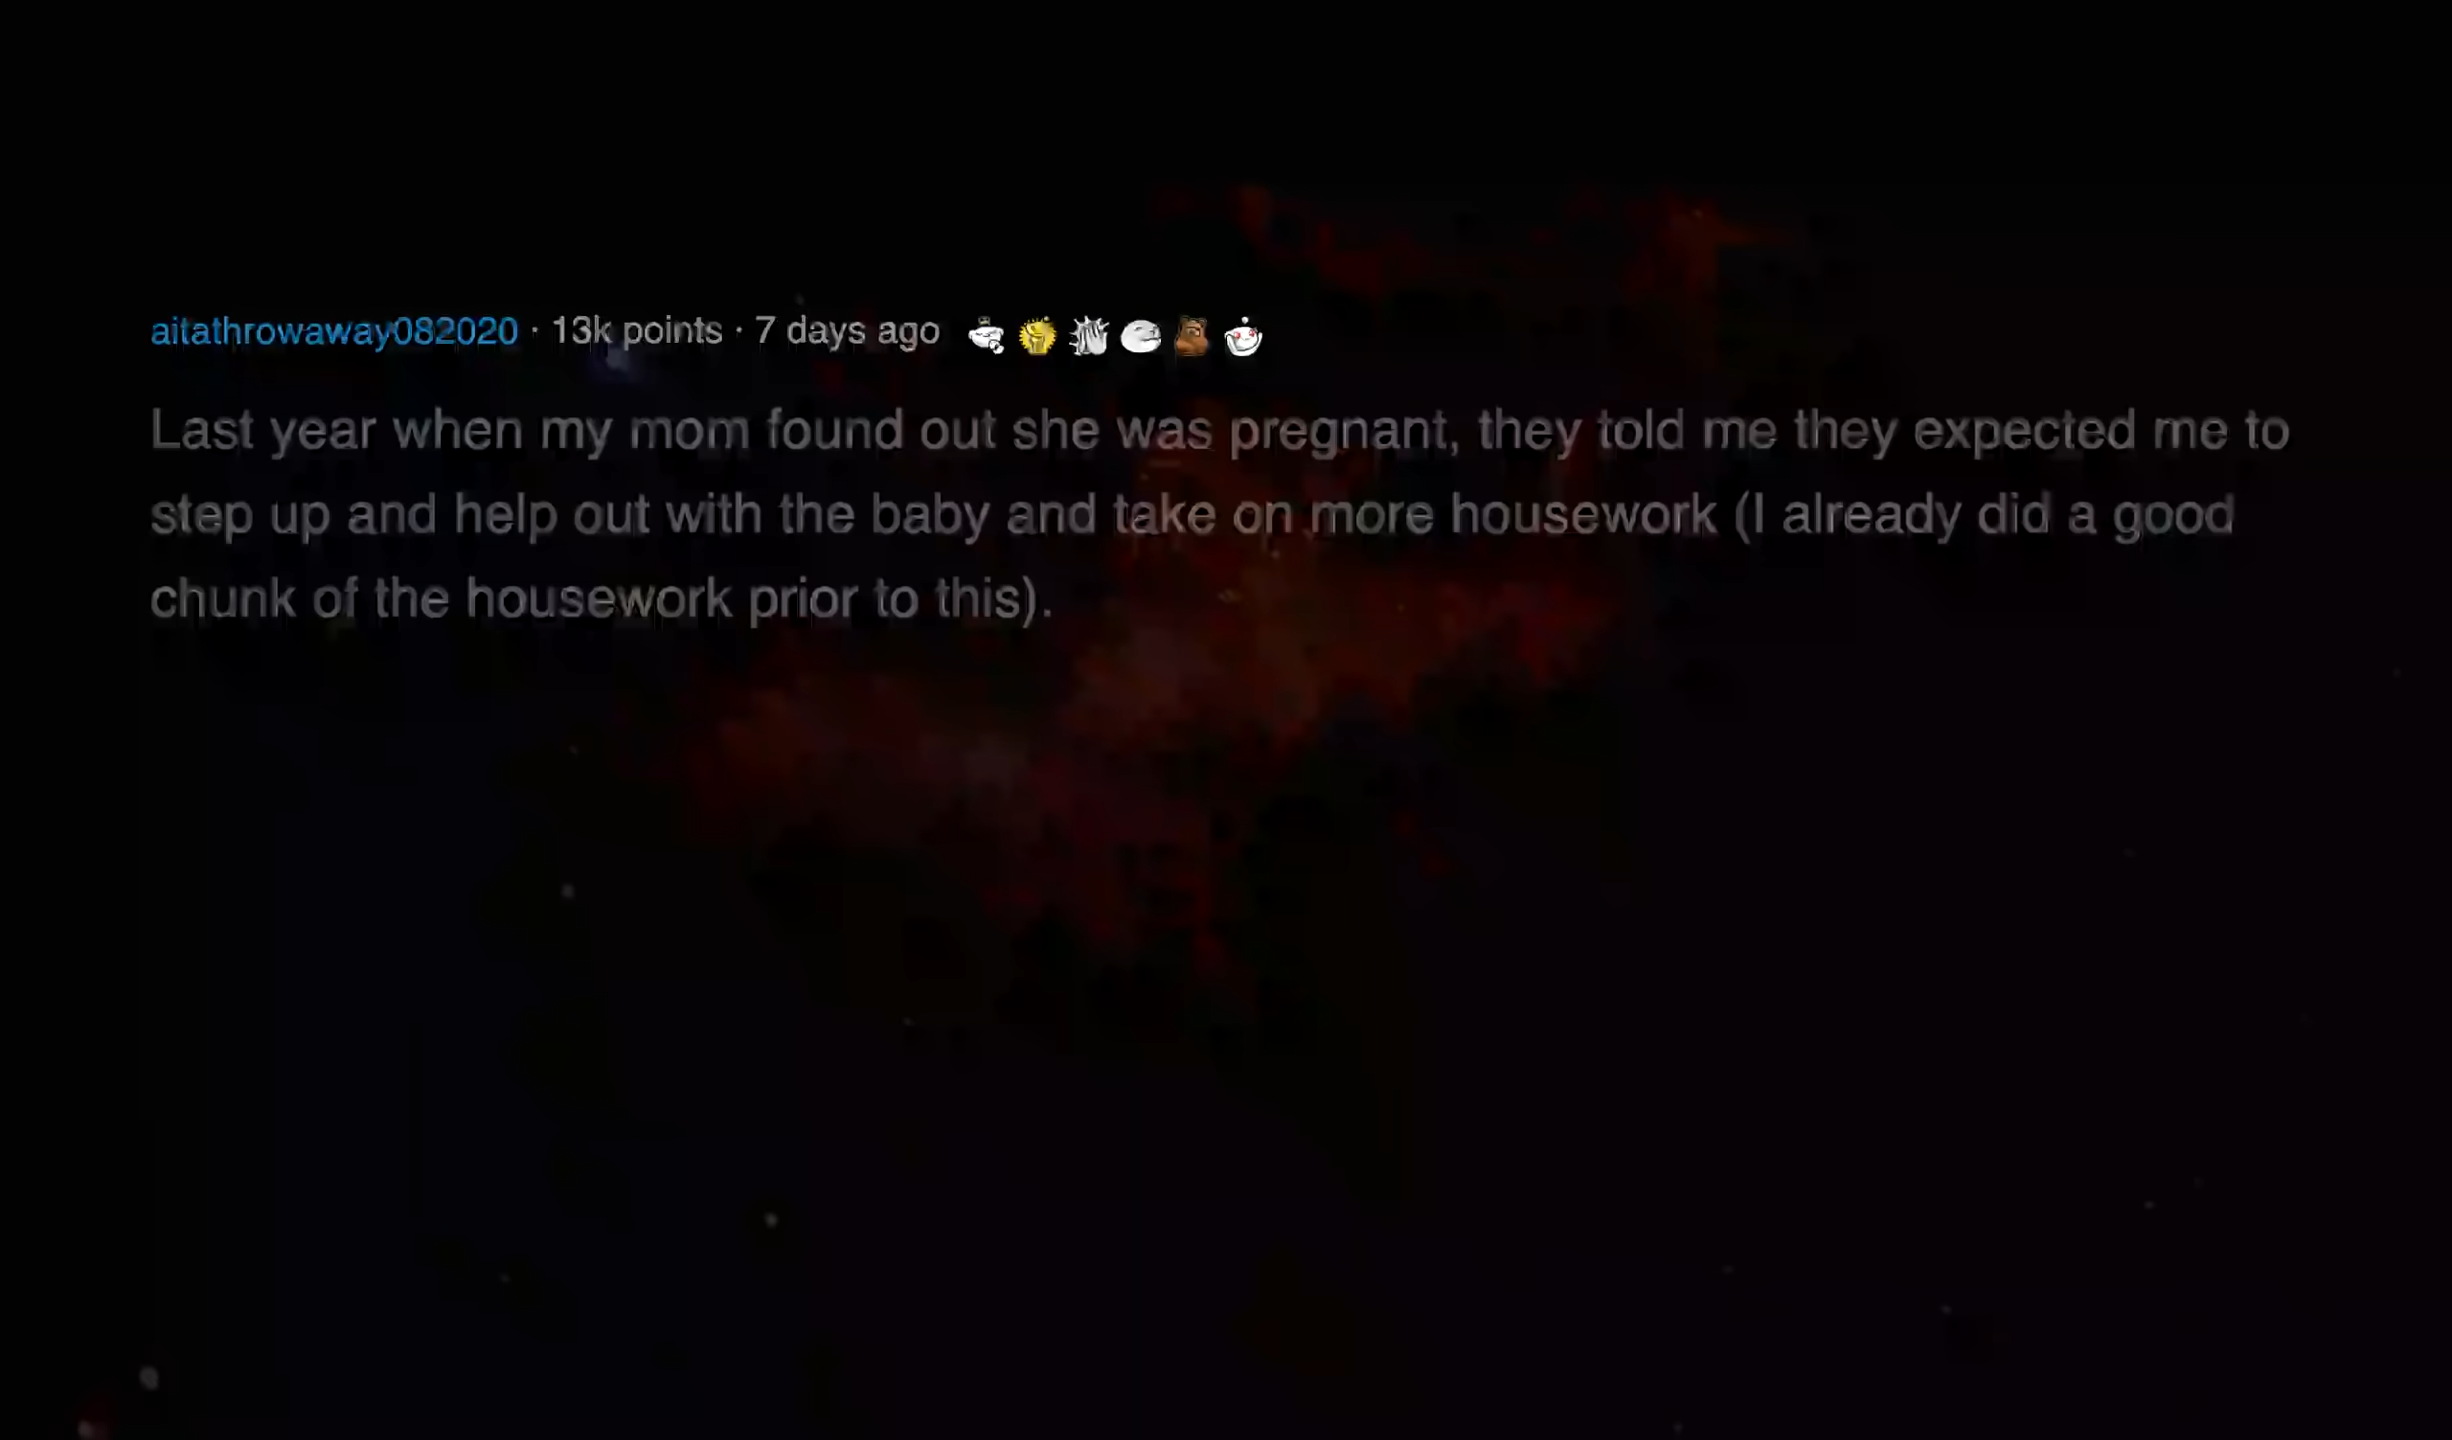 aitathrowaway082020 · 13k points · 7 days ago
Last year when my mom found out she was pregnant, they told me they expected me to
step up and help out with the baby and take on more housework (I already did a good
chunk of the housework prior to this).